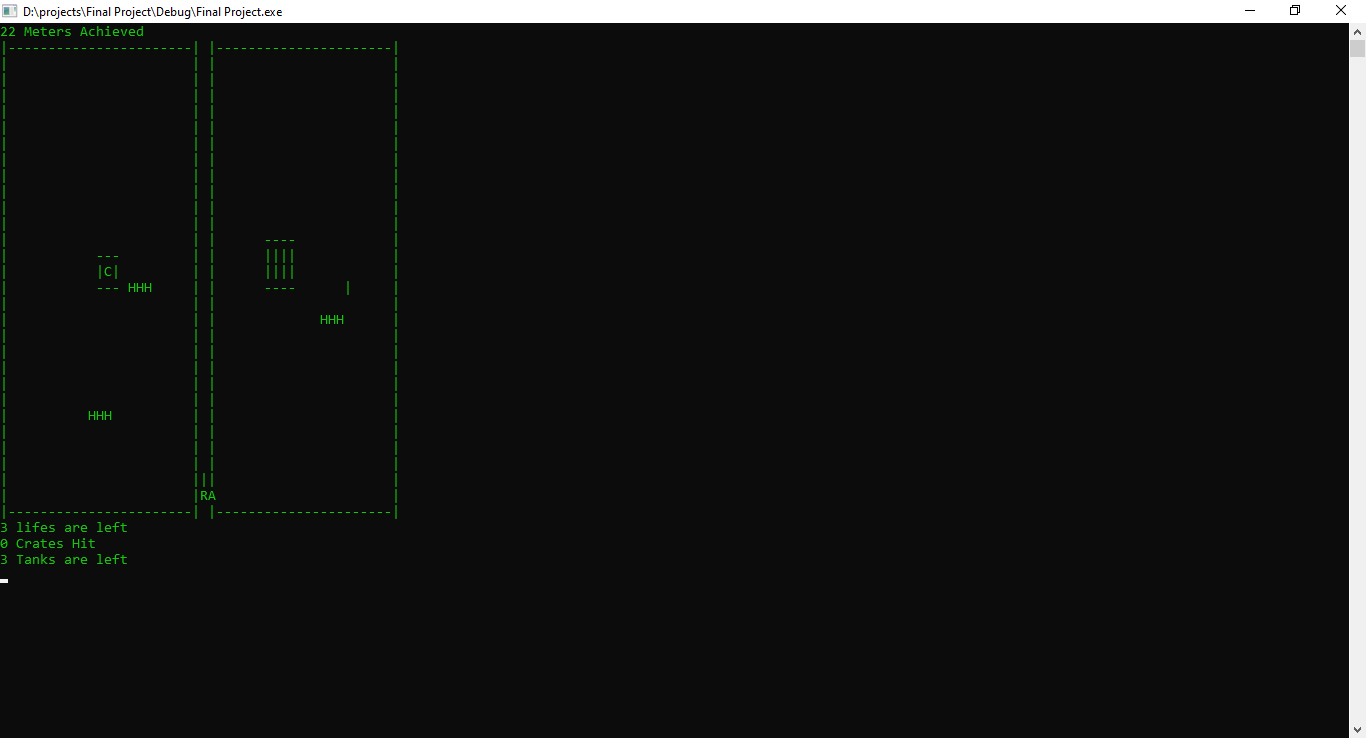 D:\projects\Final Project\Debug\Final Project.exe
22 Meters Achieved
|-----------------------| |----------------------|
|                       | |                      |
|                       | |                      |
|                       | |                      |
|                       | |                      |
|                       | |                      |
|                       | |                      |
|                       | |                      |
|                       | |                      |
|                       | |                      |
|                       | |                      |
|                       | |                      |
|                       | |      ----            |
|           ---         | |      ||||            |
|           |C|         | |      ||||            |
|           --- HHH     | |      ----      |     |
|                       | |                      |
|                       | |             HHH      |
|                       | |                      |
|                       | |                      |
|                       | |                      |
|                       | |                      |
|                       | |                      |
|          HHH          | |                      |
|                       | |                      |
|                       | |                      |
|                       | |                      |
|                       |||                      |
|                       |RA                      |
|-----------------------| |----------------------|
3 lifes are left
0 Crates Hit
3 Tanks are left